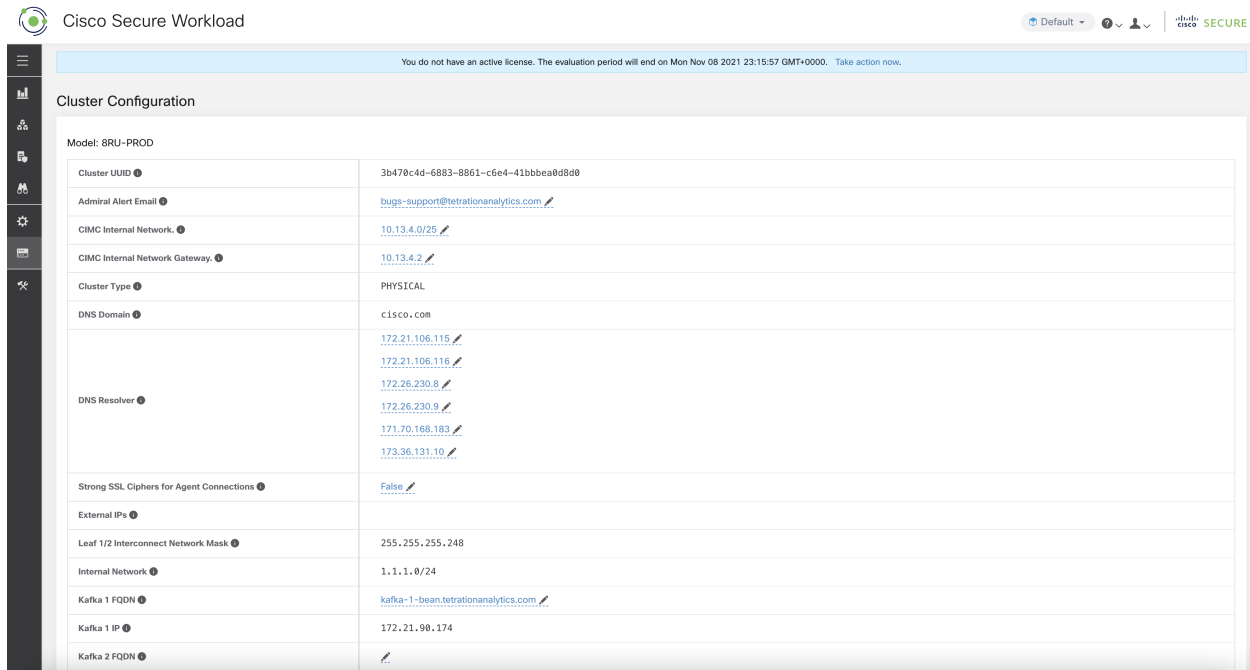 Cisco Secure Workload
Default
cisco SECURE
You do not have an active license. The evaluation period will end on Mon Nov 08 2021 23:15:57 GMT+0000. Take action now.
Cluster Configuration
Model: 8RU-PROD
Cluster UUID 3b470c4d-6883-8861-c6e4-41bbbea0d8d0
Admiral Alert Email bugs-support@tetrationanalytics.com
CIMC Internal Network. 10.13.4.0/25
CIMC Internal Network Gateway. 10.13.4.2
Cluster Type PHYSICAL
DNS Domain cisco.com
DNS Resolver
172.21.106.115
172.21.106.116
172.26.230.8
172.26.230.9
171.70.168.183
173.36.131.10
Strong SSL Ciphers for Agent Connections False
External IPs
Leaf 1/2 Interconnect Network Mask 255.255.255.248
Internal Network 1.1.1.0/24
Kafka 1 FQDN kafka-1-bean.tetrationanalytics.com
Kafka 1 IP 172.21.90.174
Kafka 2 FQDN